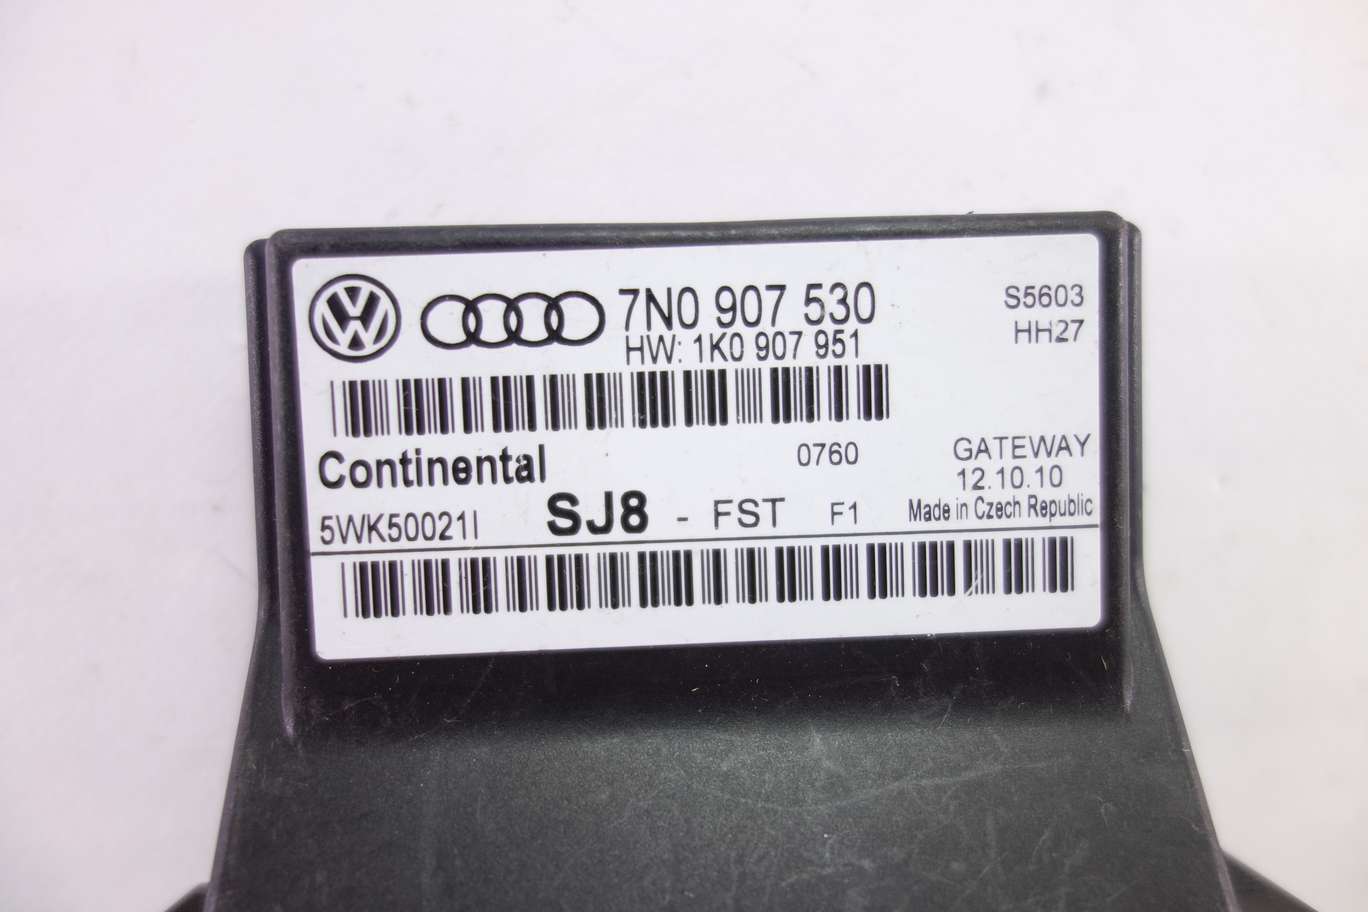 7N0 907 530
HW: 1K0 907 951
S5603
HH27
Continental
0760
GATEWAY
12.10.10
5WK50021I
SJ8 - FST F1
Made in Czech Republic